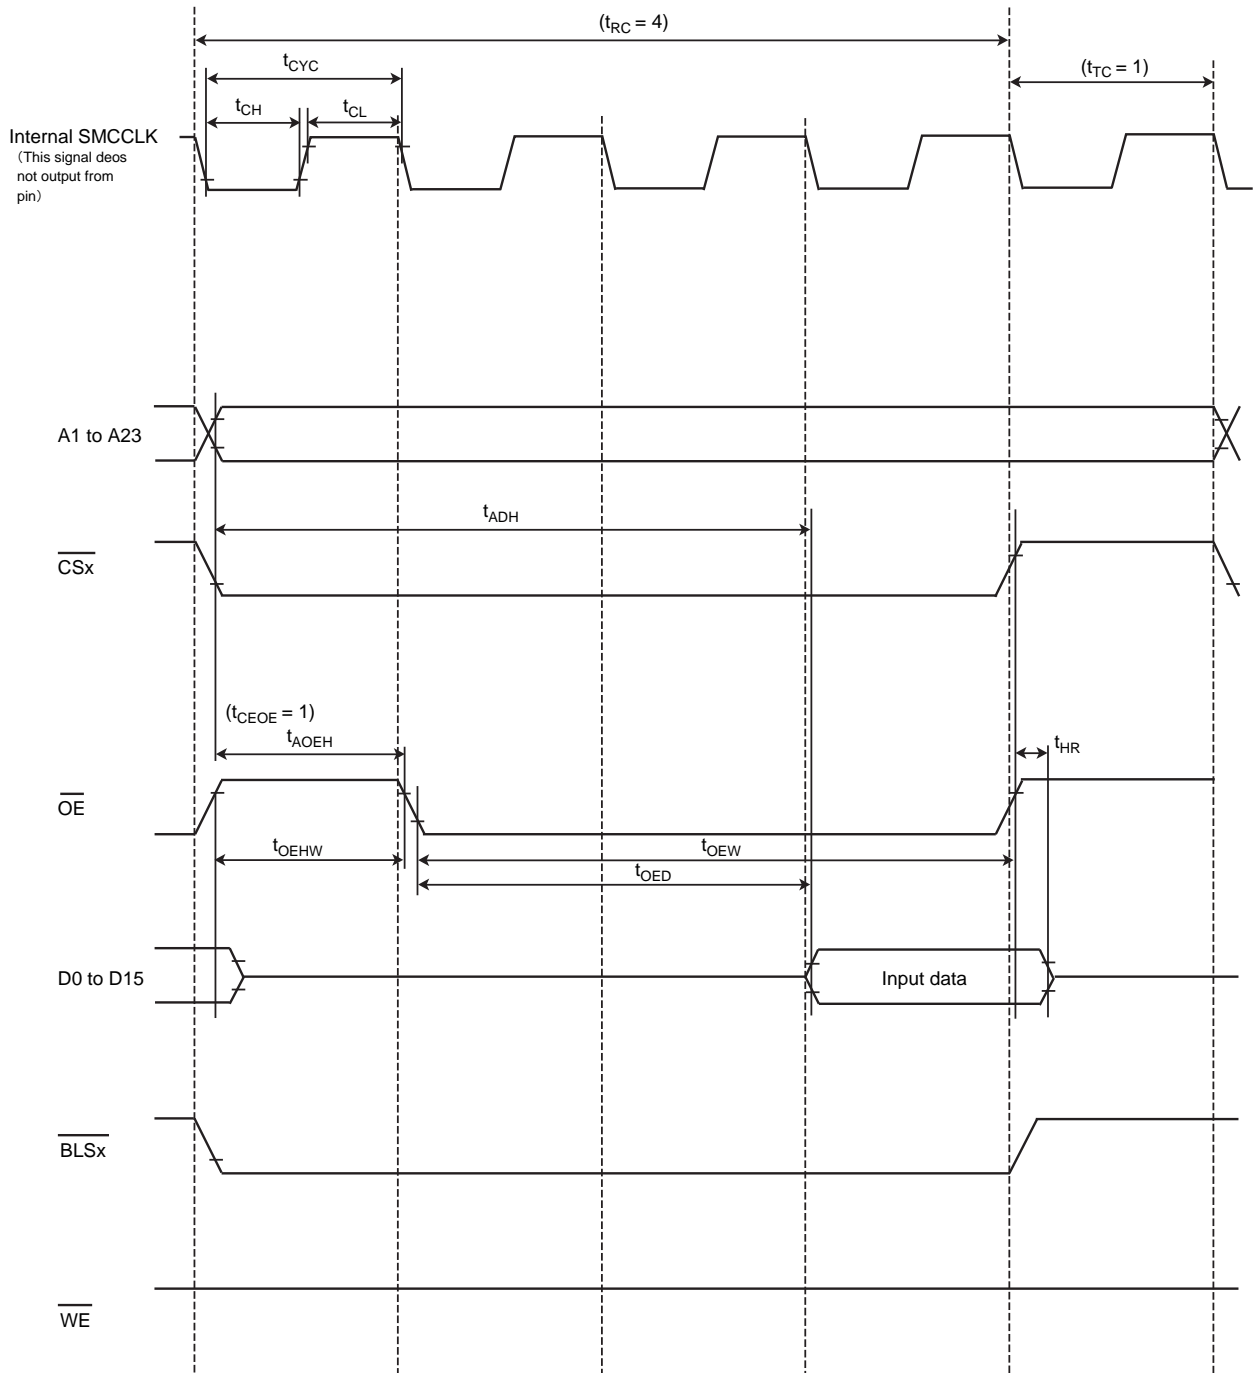 (tRC = 4)
tCYC
(tTC = 1)
tCH
tCL
Internal SMCCLK
（This signal deos
not output from
pin）
A1 to A23
tADH
CSx
(tCEOE = 1)
tAOEH
tHR
OE
tOEHW
tOEW
tOED
D0 to D15
Input data
BLSx
WE